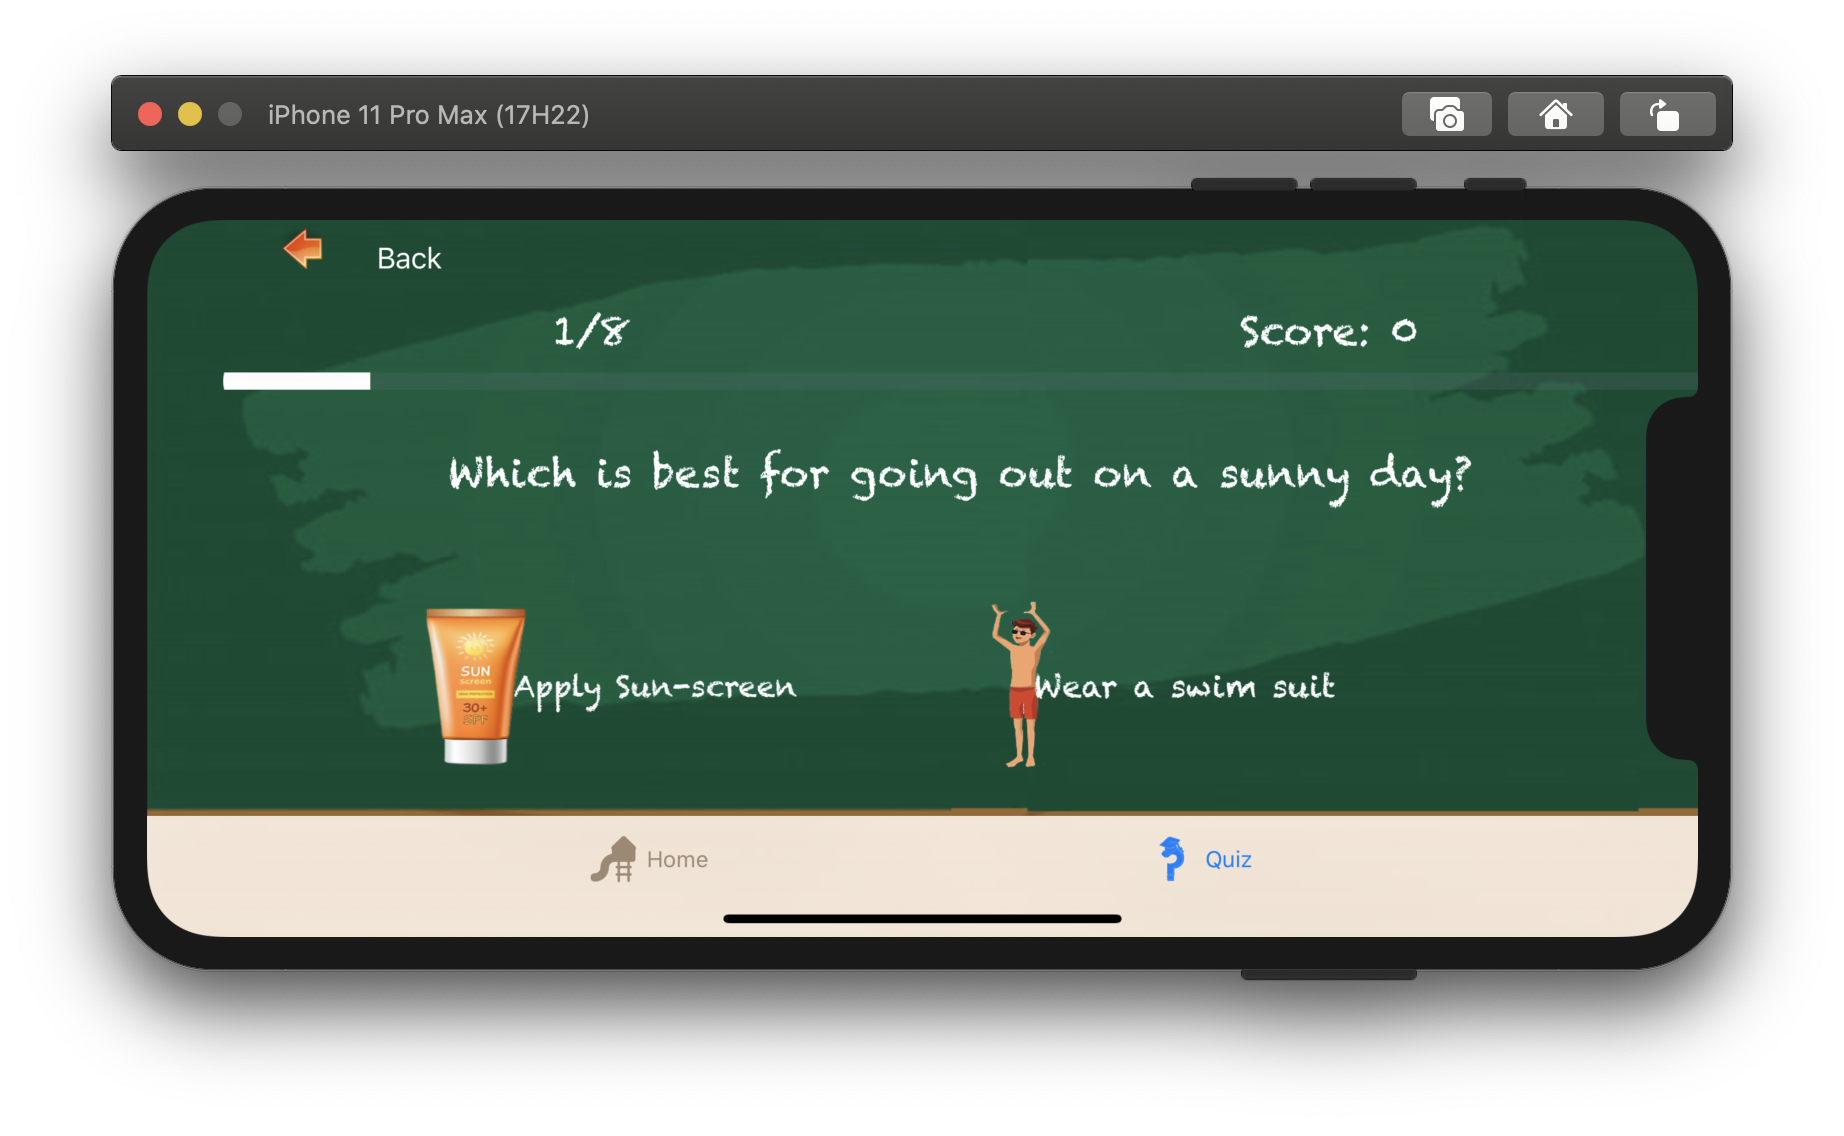 iPhone 11 Pro Max (17H22)
Back
1/8
Score: 0
Which is best for going out on a sunny day?
SUN
screen
30+
SPF
Apply Sun-screen
Wear a swim suit
Home
Quiz